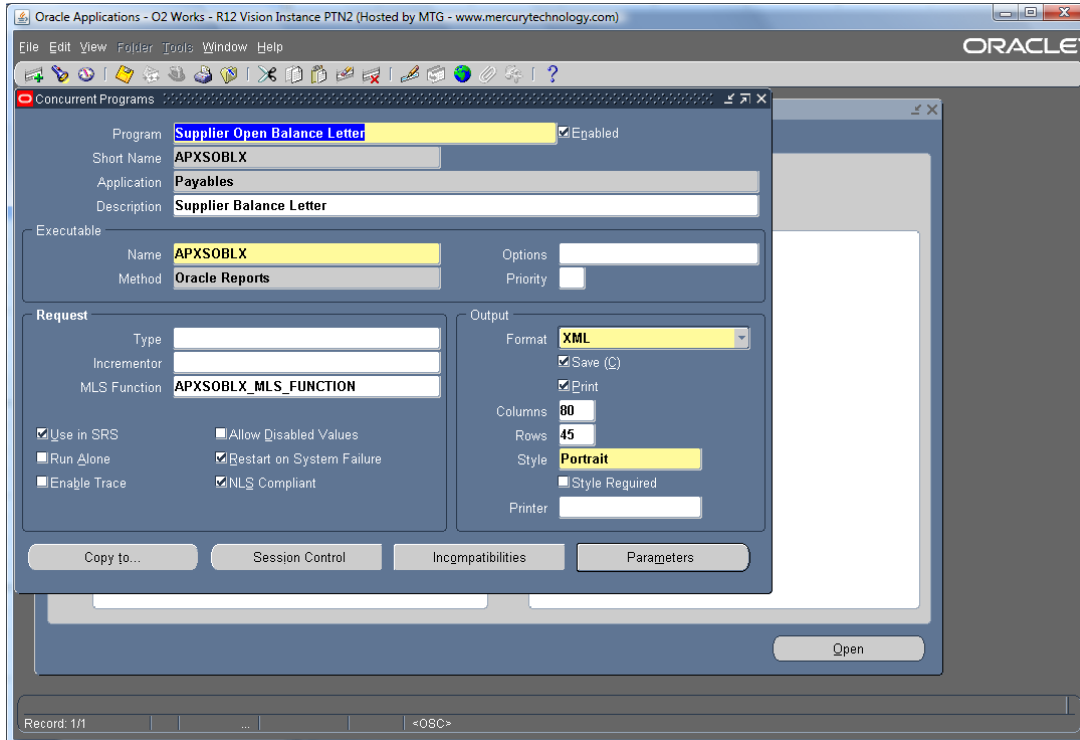 Oracle Applications - O2 Works - R12 Vision Instance PTN2 (Hosted by MTG - www.mercurytechnology.com)
File Edit View Folder Tools Window Help
ORACLE
Concurrent Programs
Program Supplier Open Balance Letter Enabled
Short Name APXSOBLX
Application Payables
Description Supplier Balance Letter
Executable
Name APXSOBLX Options
Method Oracle Reports Priority
Request Output
Type Format XML
Incrementor Save (C)
MLS Function APXSOBLX_MLS_FUNCTION Print
Columns 80
Use in SRS Allow Disabled Values Rows 45
Run Alone Restart on System Failure Style Portrait
Enable Trace NLS Compliant Style Required
Printer
Copy to... Session Control Incompatibilities Parameters
Open
Record: 1/1 ... <OSC>